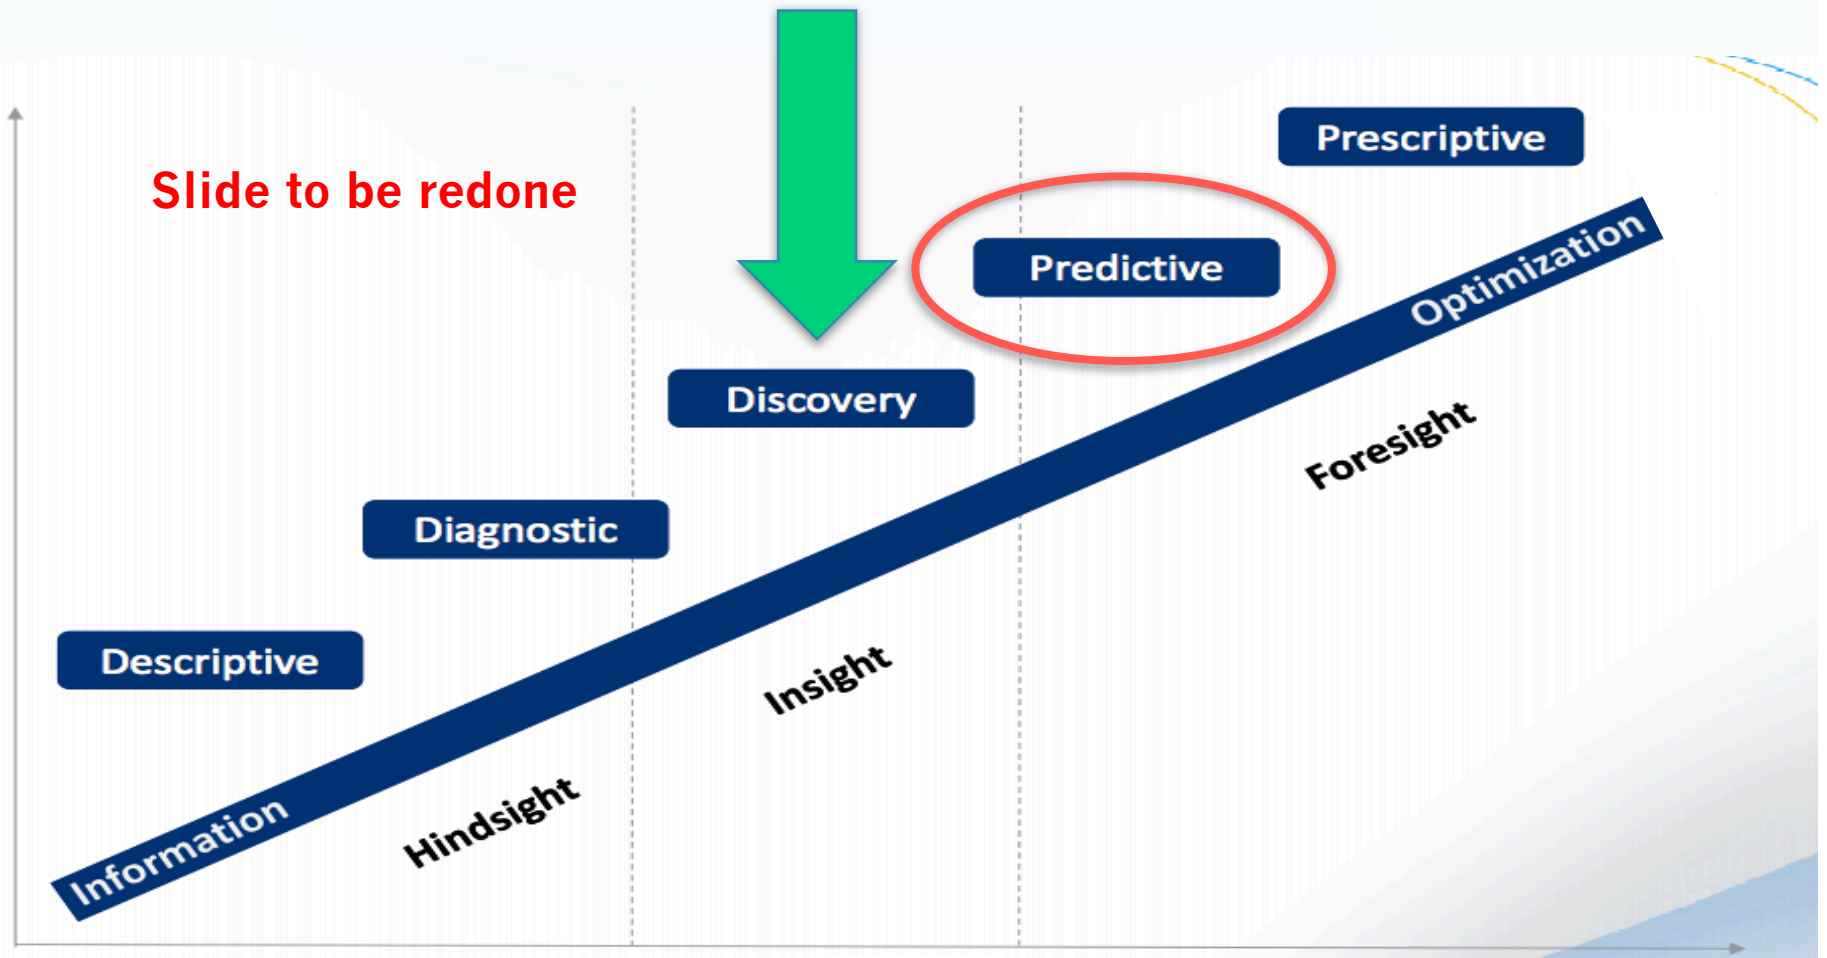 Prescriptive
Slide to be redone
Predictive
Optimization
Discovery
Foresight
Diagnostic
Descriptive
Insight
Hindsight
Information